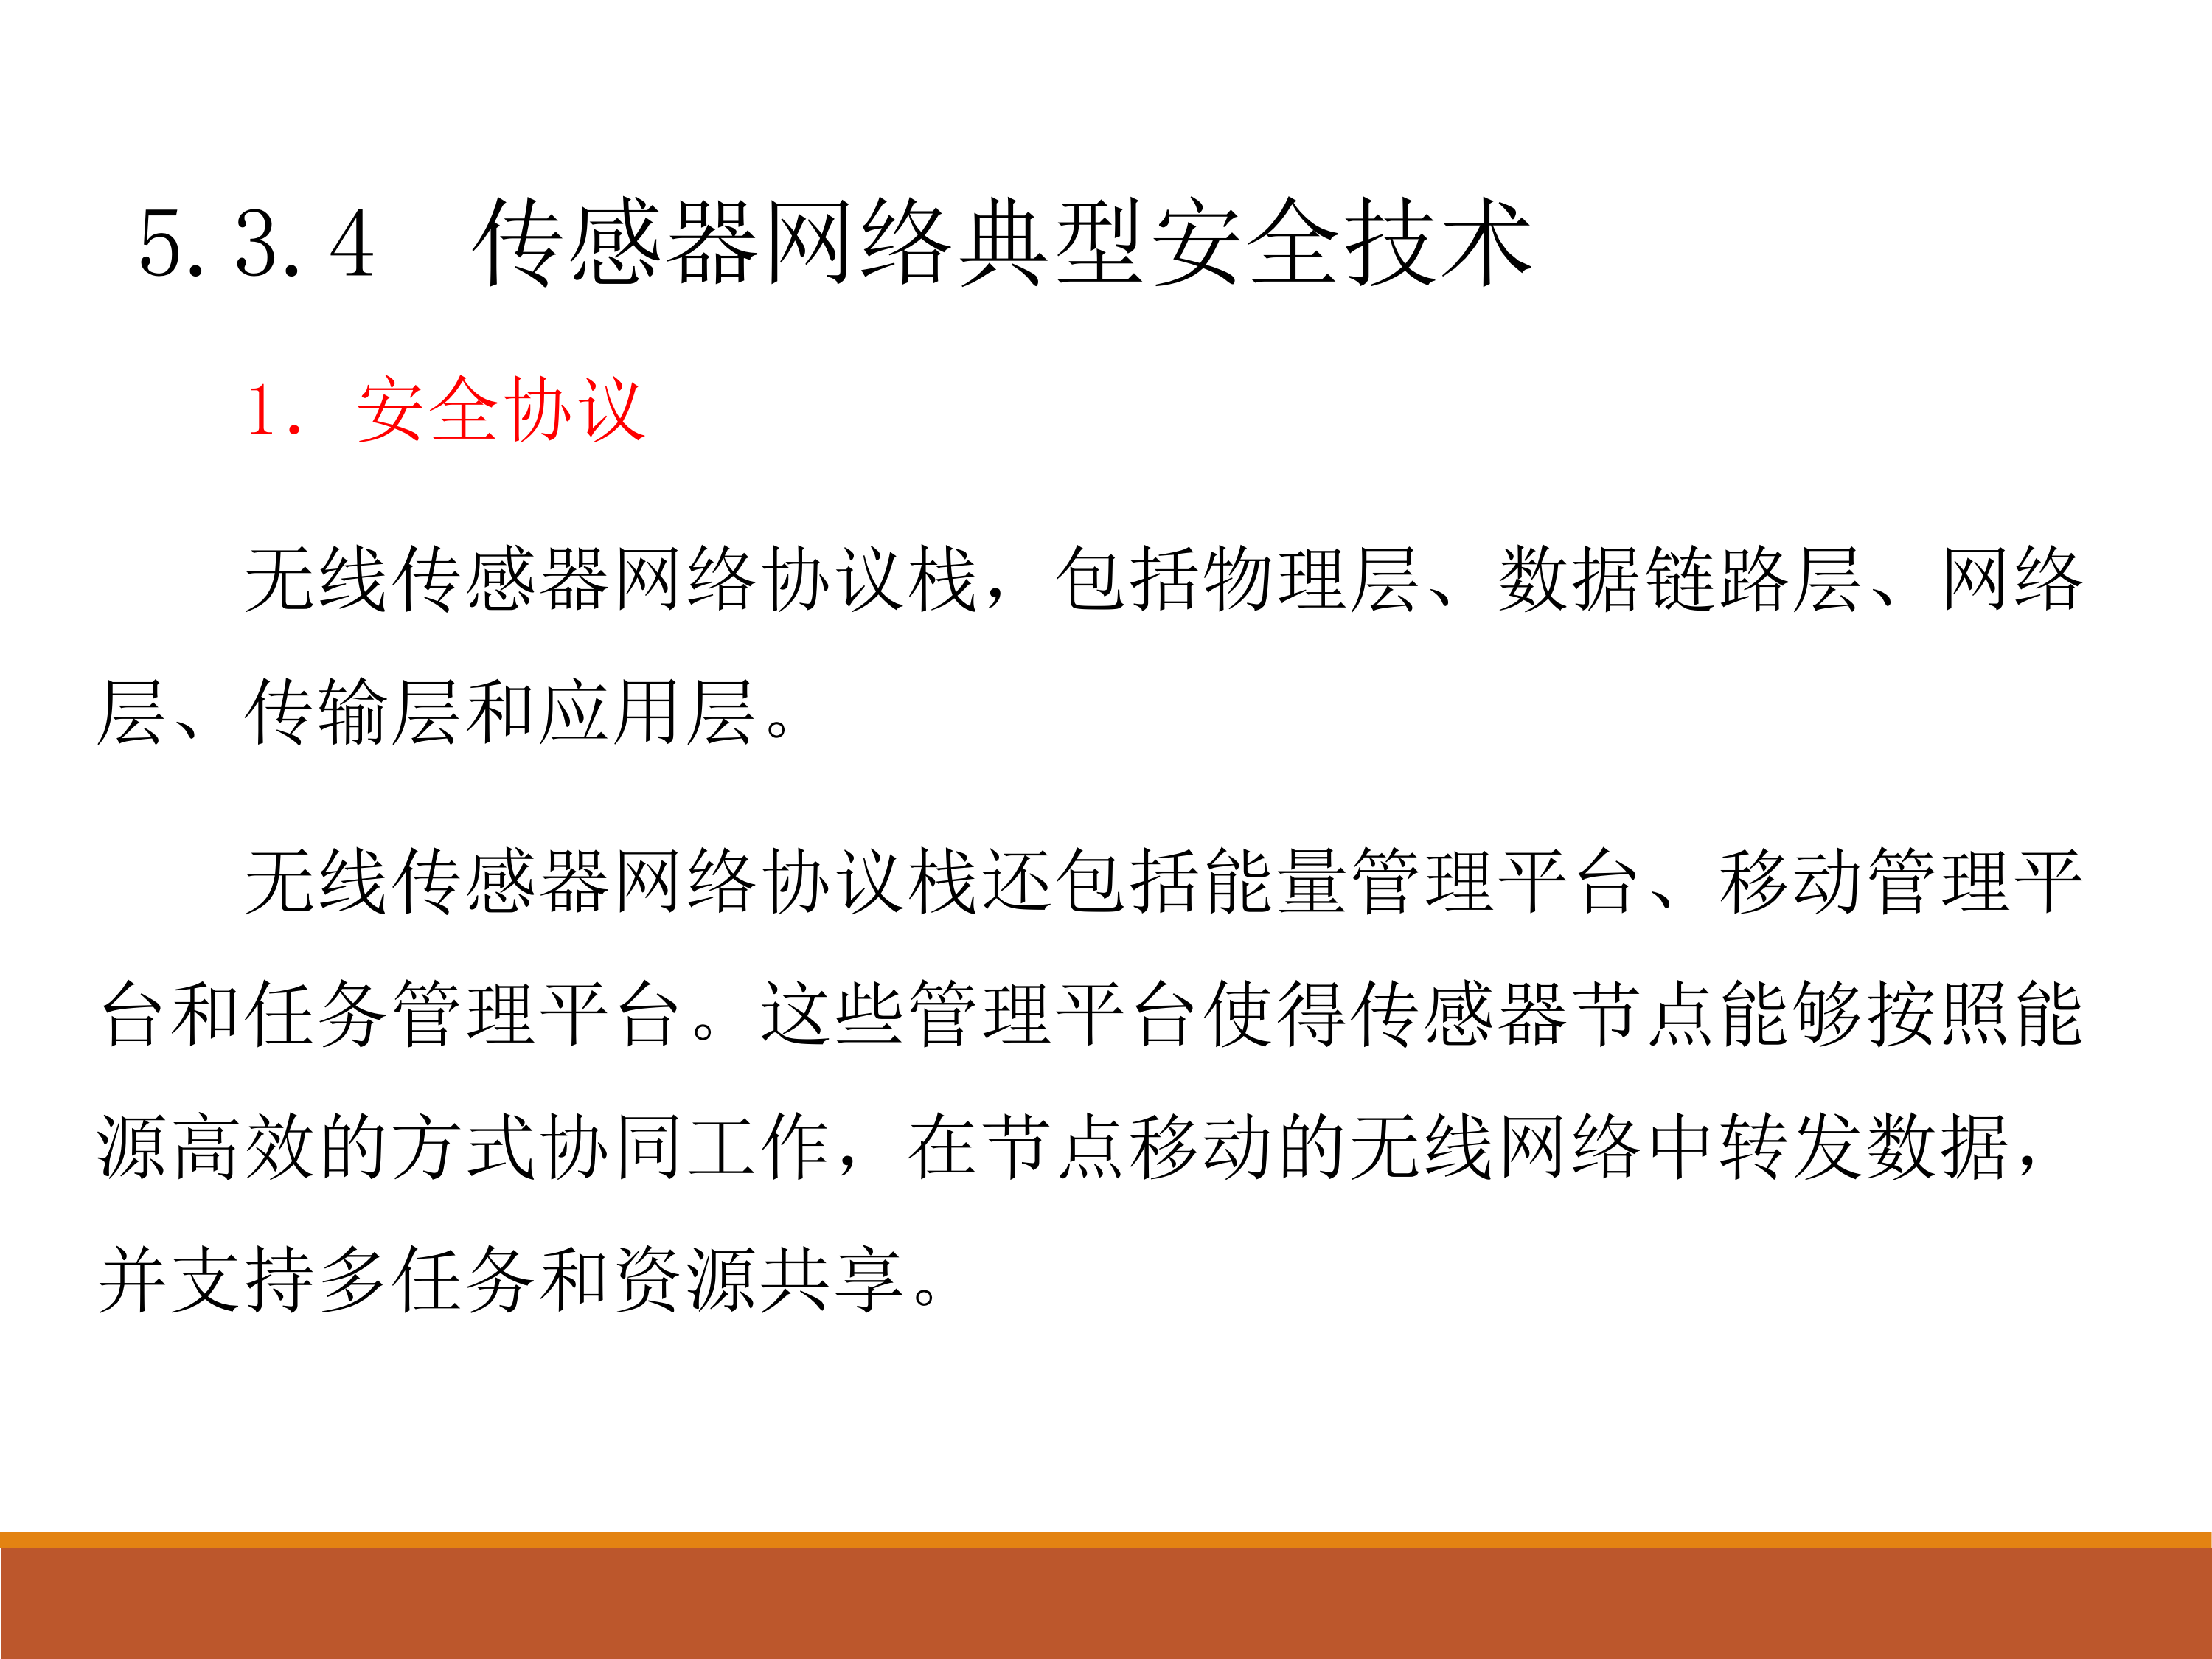 5.3.4 传感器网络典型安全技术
1. 安全协议
无线传感器网络协议栈，包括物理层、数据链路层、网络
层、传输层和应用层。
无线传感器网络协议栈还包括能量管理平台、移动管理平
台和任务管理平台。这些管理平台使得传感器节点能够按照能
源高效的方式协同工作，在节点移动的无线网络中转发数据，
并支持多任务和资源共享。